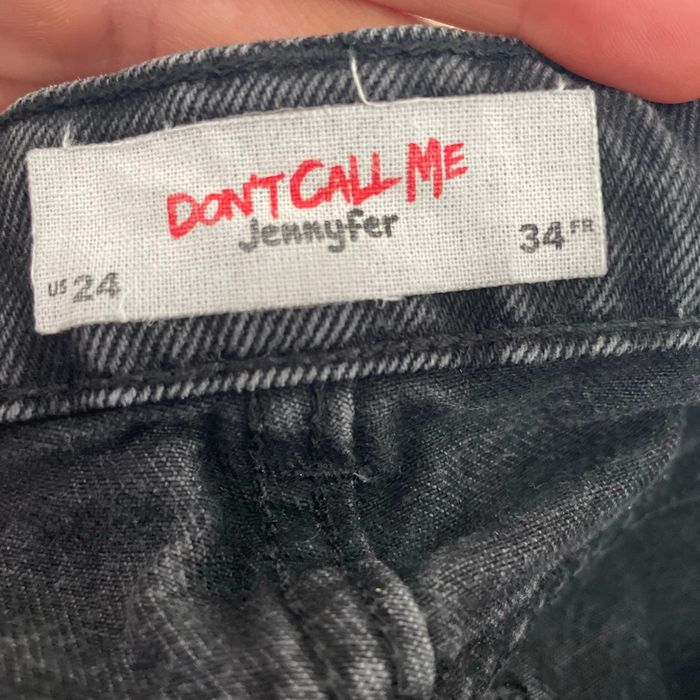 DON'T CALL ME
Jennyfer
US 24
34 FR